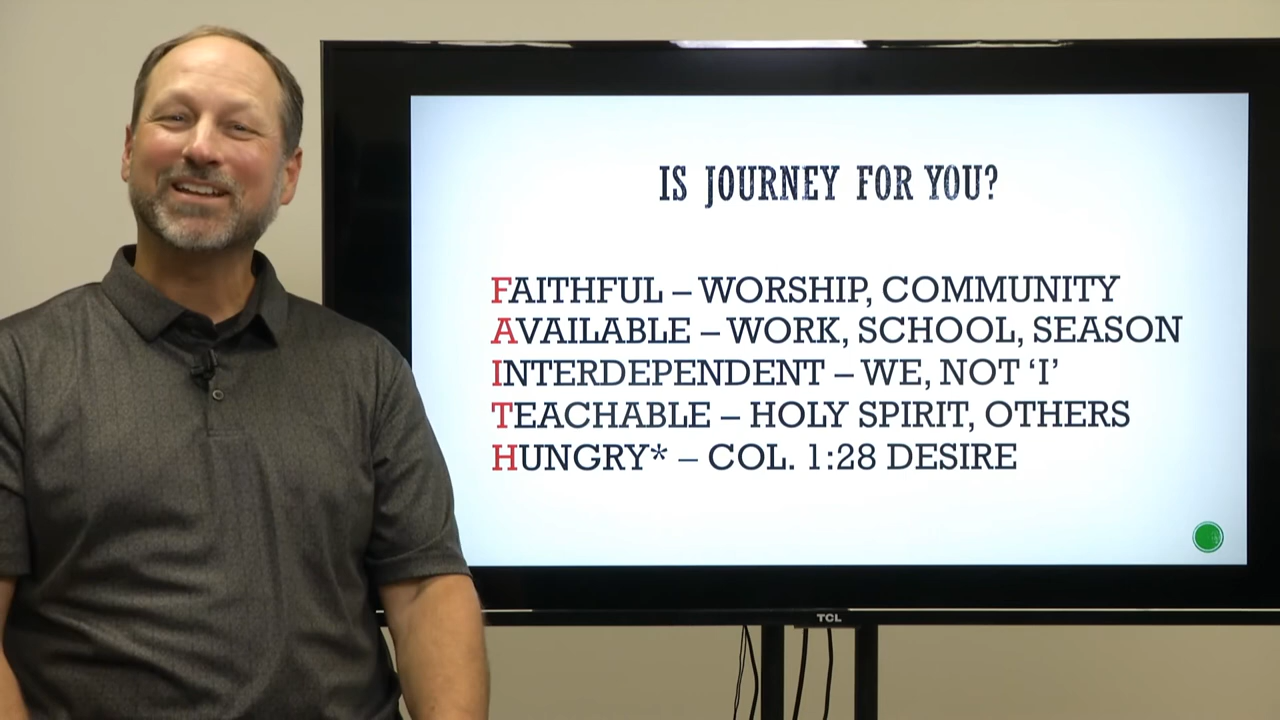 IS JOURNEY FOR YOU?
FAITHFUL – WORSHIP, COMMUNITY
AVAILABLE – WORK, SCHOOL, SEASON
INTERDEPENDENT – WE, NOT ‘I’
TEACHABLE – HOLY SPIRIT, OTHERS
HUNGRY* – COL. 1:28 DESIRE
TCL